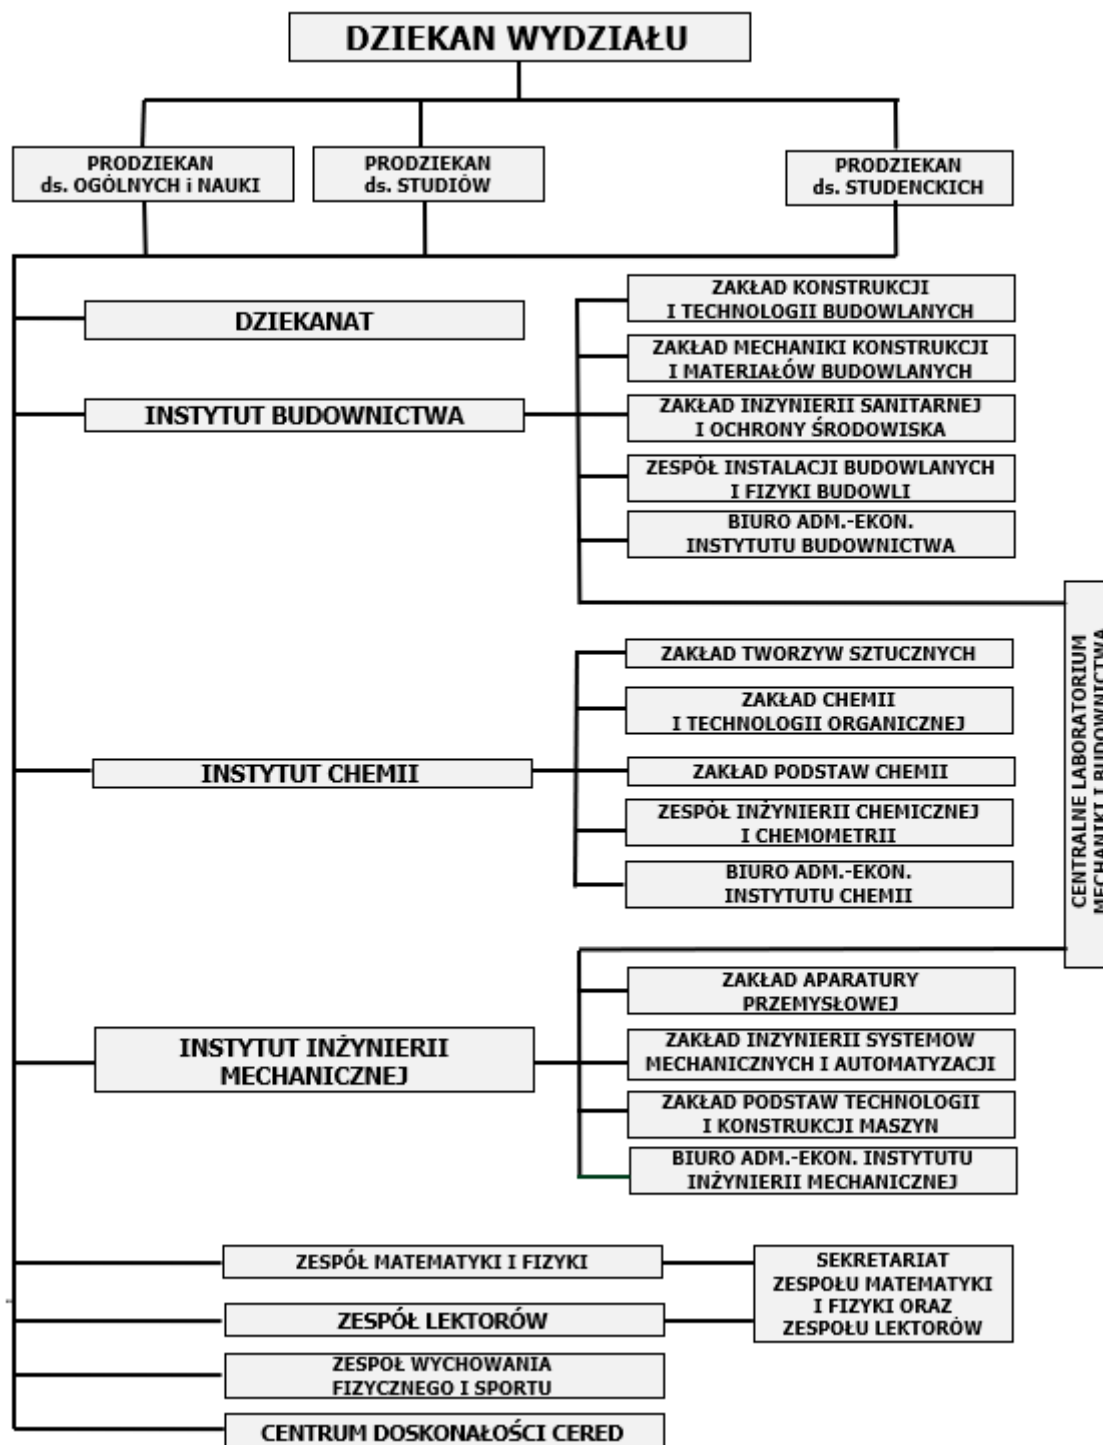 DZIEKAN WYDZIAŁU
PRODZIEKAN
ds. OGÓLNYCH i NAUKI
PRODZIEKAN
ds. STUDIÓW
PRODZIEKAN
ds. STUDENCKICH
DZIEKANAT
INSTYTUT BUDOWNICTWA
ZAKŁAD KONSTRUKCJI
I TECHNOLOGII BUDOWLANYCH
ZAKŁAD MECHANIKI KONSTRUKCJI
I MATERIAŁÓW BUDOWLANYCH
ZAKŁAD INZYNIERII SANITARNEJ
I OCHRONY ŚRODOWISKA
ZESPÓŁ INSTALACJI BUDOWLANYCH
I FIZYKI BUDOWLI
BIURO ADM.-EKON.
INSTYTUTU BUDOWNICTWA
CENTRALNE LABORATORIUM
MECHANIKI I BUDOWNICTWA
INSTYTUT CHEMII
ZAKŁAD TWORZYW SZTUCZNYCH
ZAKŁAD CHEMII
I TECHNOLOGII ORGANICZNEJ
ZAKŁAD PODSTAW CHEMII
ZESPÓŁ INŻYNIERII CHEMICZNEJ
I CHEMOMETRII
BIURO ADM.-EKON.
INSTYTUTU CHEMII
INSTYTUT INŻYNIERII
MECHANICZNEJ
ZAKŁAD APARATURY
PRZEMYSŁOWEJ
ZAKŁAD INZYNIERII SYSTEMOW
MECHANICZNYCH I AUTOMATYZACJI
ZAKŁAD PODSTAW TECHNOLOGII
I KONSTRUKCJI MASZYN
BIURO ADM.-EKON. INSTYTUTU
INŻYNIERII MECHANICZNEJ
ZESPÓŁ MATEMATYKI I FIZYKI
ZESPÓŁ LEKTORÓW
SEKRETARIAT
ZESPOŁU MATEMATYKI
I FIZYKI ORAZ
ZESPOŁU LEKTORÓW
ZESPOŁ WYCHOWANIA
FIZYCZNEGO I SPORTU
CENTRUM DOSKONAŁOŚCI CERED